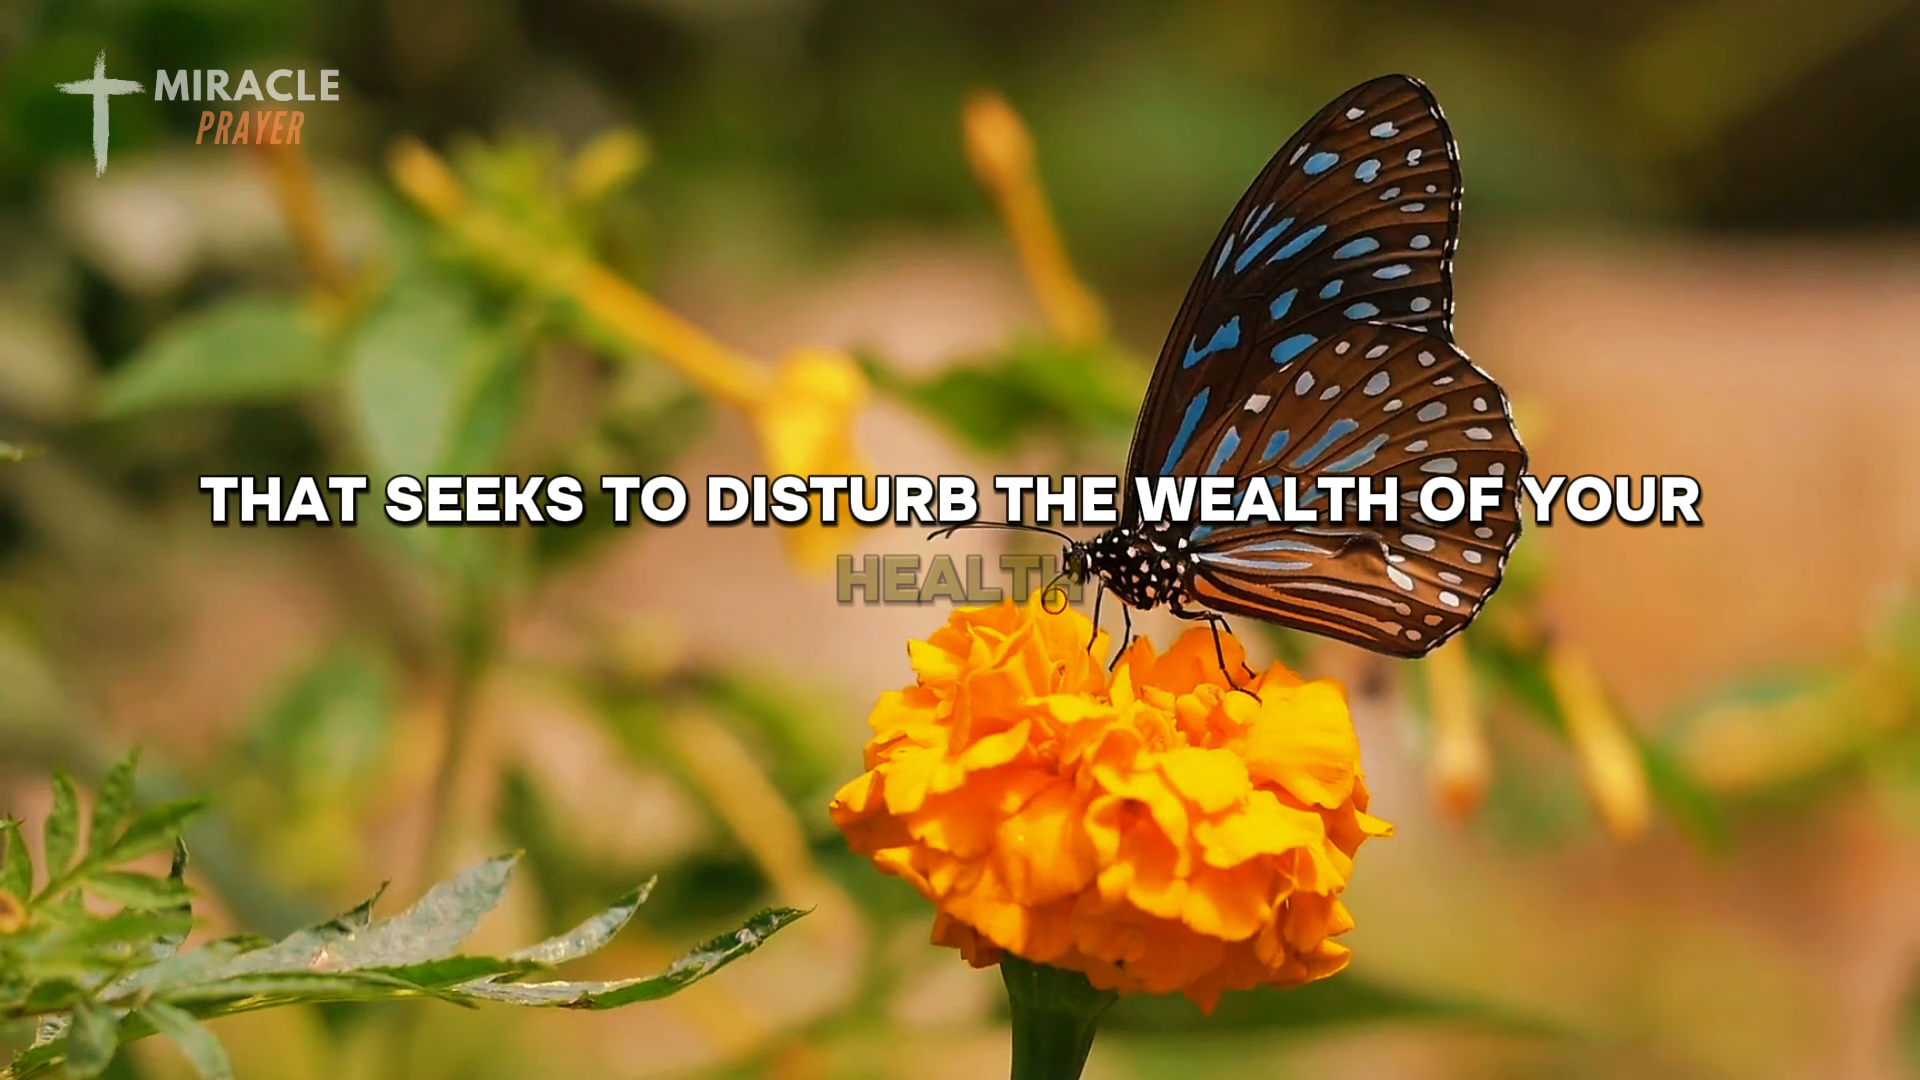 MIRACLE
PRAYER
THAT SEEKS TO DISTURB THE WEALTH OF YOUR
HEALTH